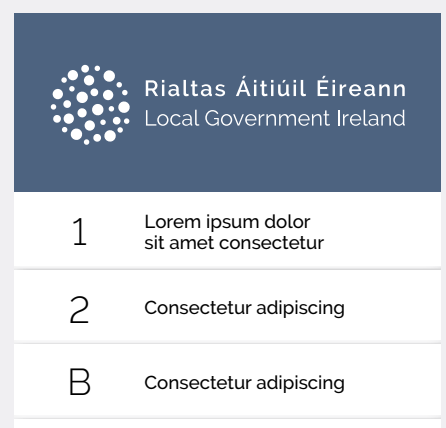 Rialtas Áitiúil Éireann
Local Government Ireland
1
Lorem ipsum dolor
sit amet consectetur
2
Consectetur adipiscing
B
Consectetur adipiscing